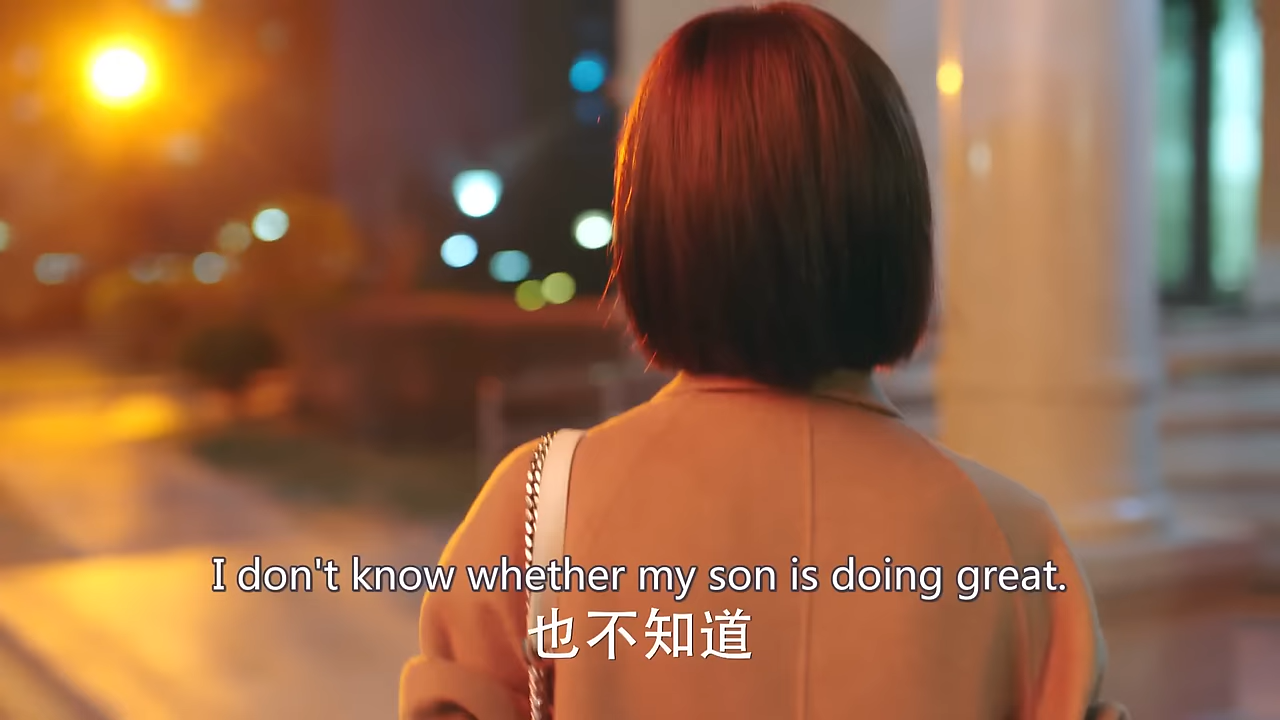 I don't know whether my son is doing great.
也不知道